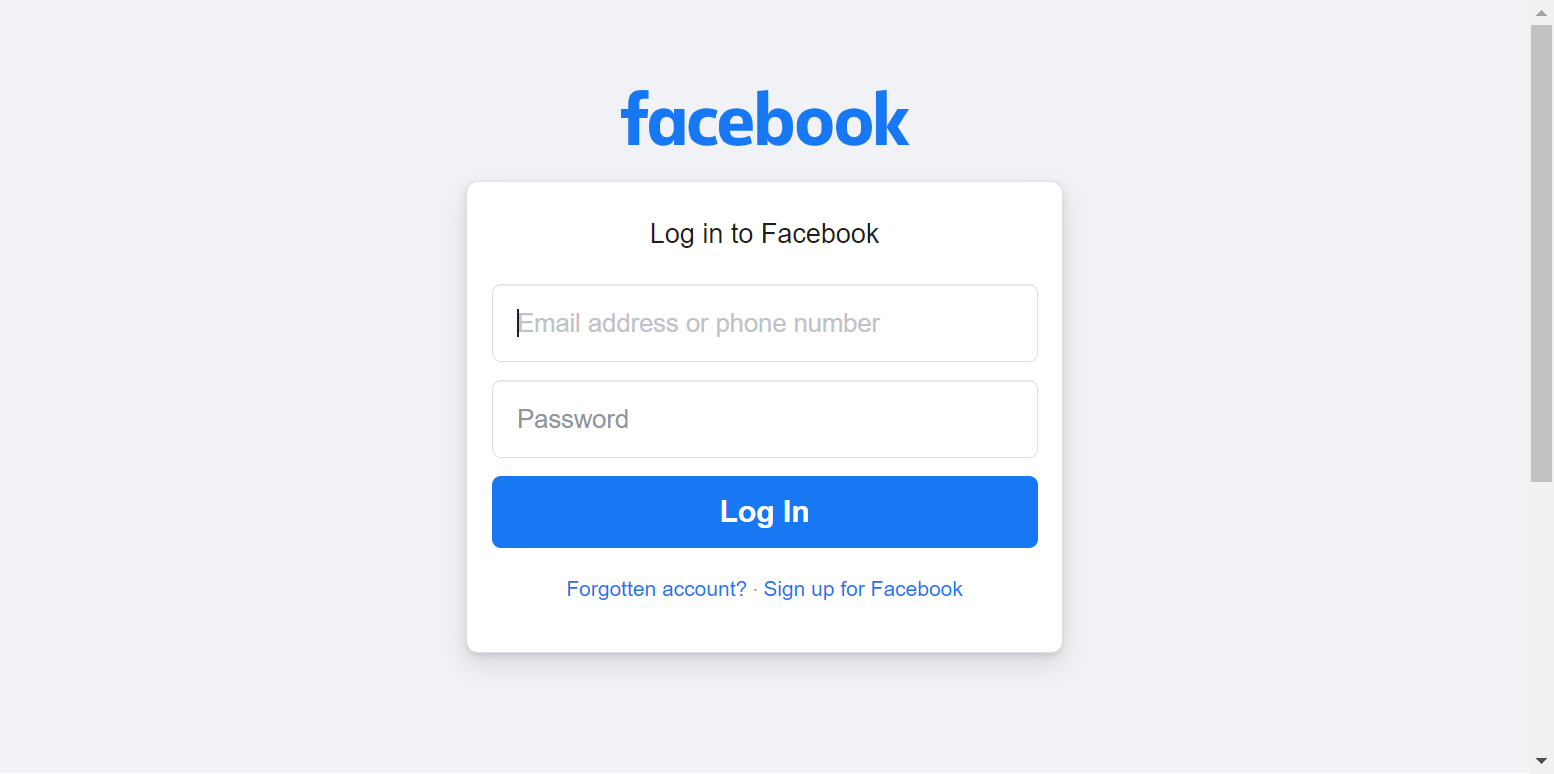 facebook
Log in to Facebook
Email address or phone number
Password
Log In
Forgotten account? · Sign up for Facebook